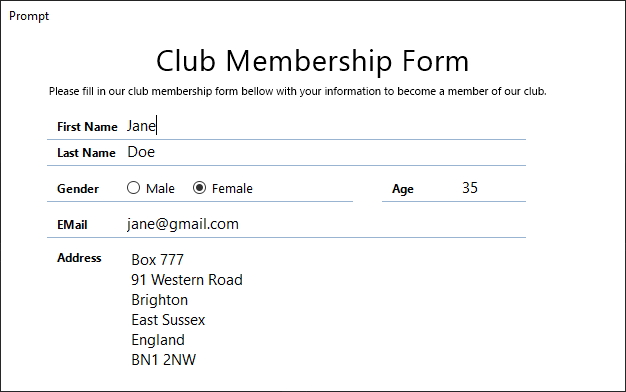 Prompt
Club Membership Form
Please fill in our club membership form bellow with your information to become a member of our club.
First Name Jane
Last Name Doe
Gender Male Female Age 35
EMail jane@gmail.com
Address Box 777
91 Western Road
Brighton
East Sussex
England
BN1 2NW